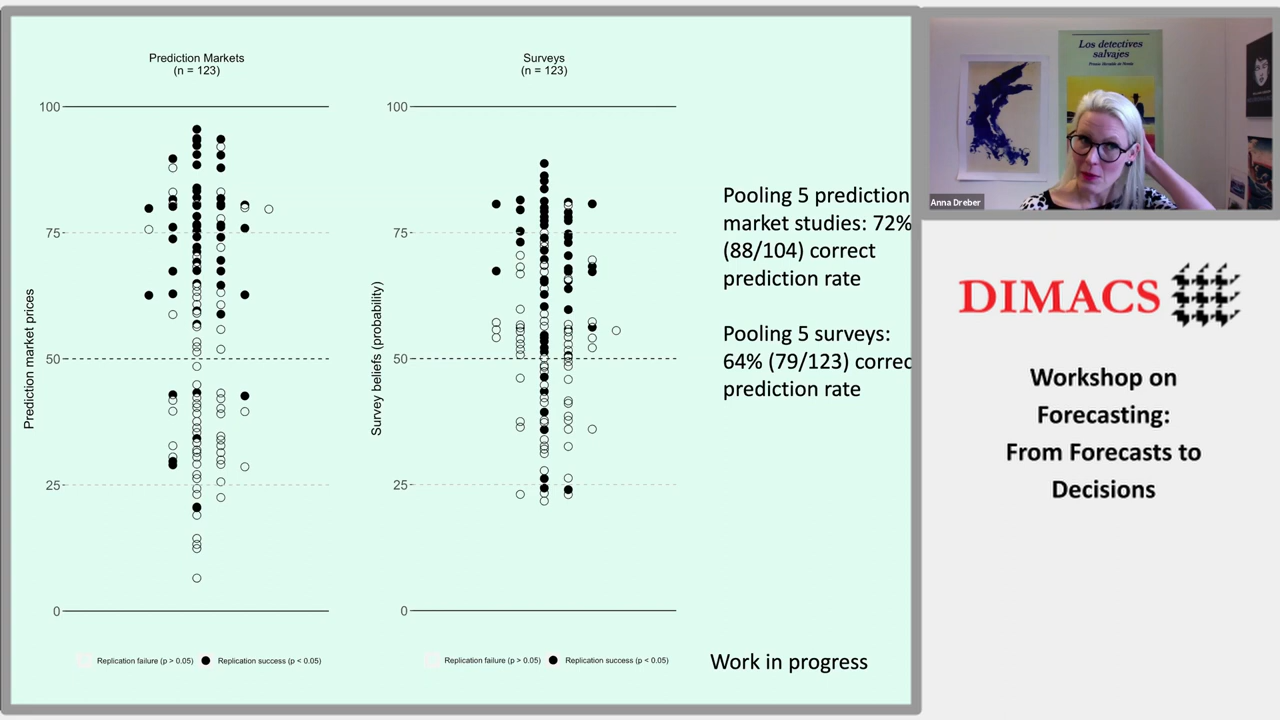 Prediction Markets
(n = 123)
100
75
50
25
0
Prediction market prices
Replication failure (p > 0.05)
Replication success (p < 0.05)
Surveys
(n = 123)
100
75
50
25
0
Survey beliefs (probability)
Replication failure (p > 0.05)
Replication success (p < 0.05)
Pooling 5 prediction
market studies: 72%
(88/104) correct
prediction rate
Pooling 5 surveys:
64% (79/123) correc
prediction rate
Work in progress
Los detectives
salvajes
Anna Dreber
DIMACS
Workshop on
Forecasting:
From Forecasts to
Decisions